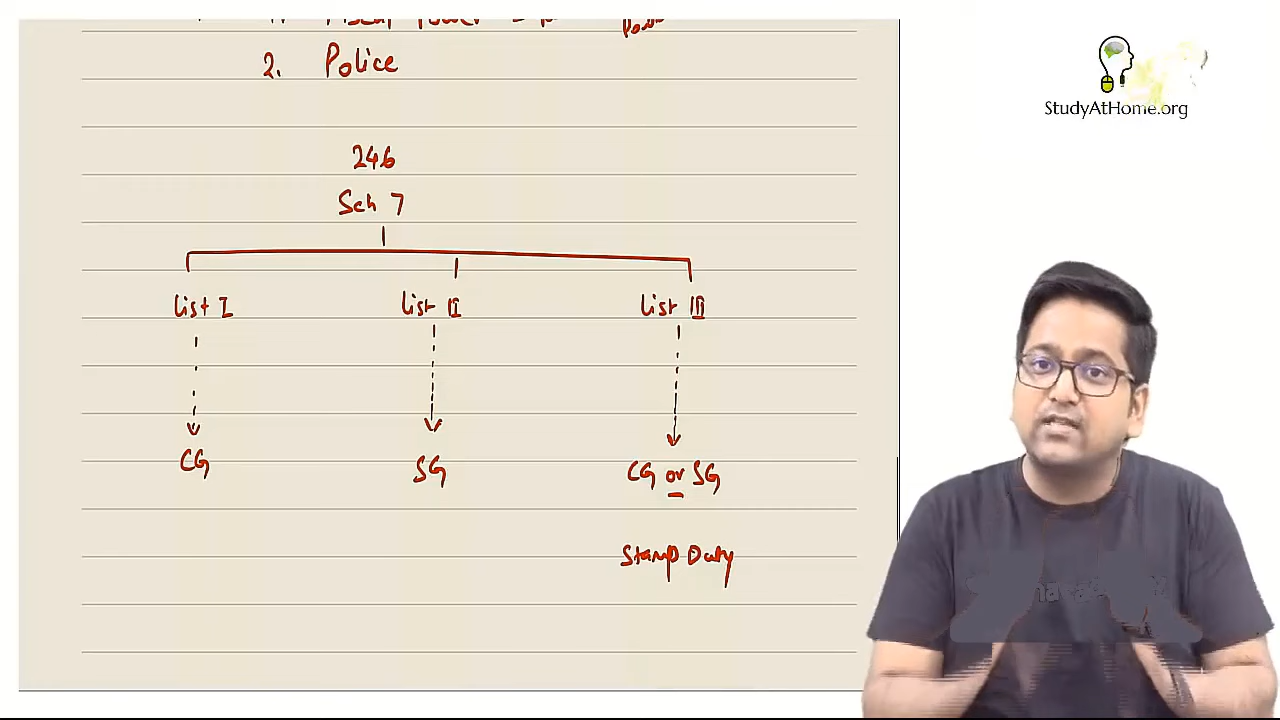 Power
2. Police
StudyAtHome.org
246
Sch 7
List I List II List III
CG SG CG or SG
Stamp Duty